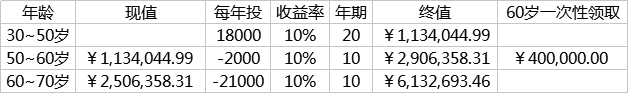 年龄 现值 每年投 收益率 年期 终值 60岁一次性领取
30~50岁 18000 10% 20 ￥1,134,044.99
50~60岁 ￥1,134,044.99 -2000 10% 10 ￥2,906,358.31 ￥400000.00
60~70岁 ￥2,506,358.31 -21000 10% 10 ￥6,132,693.46